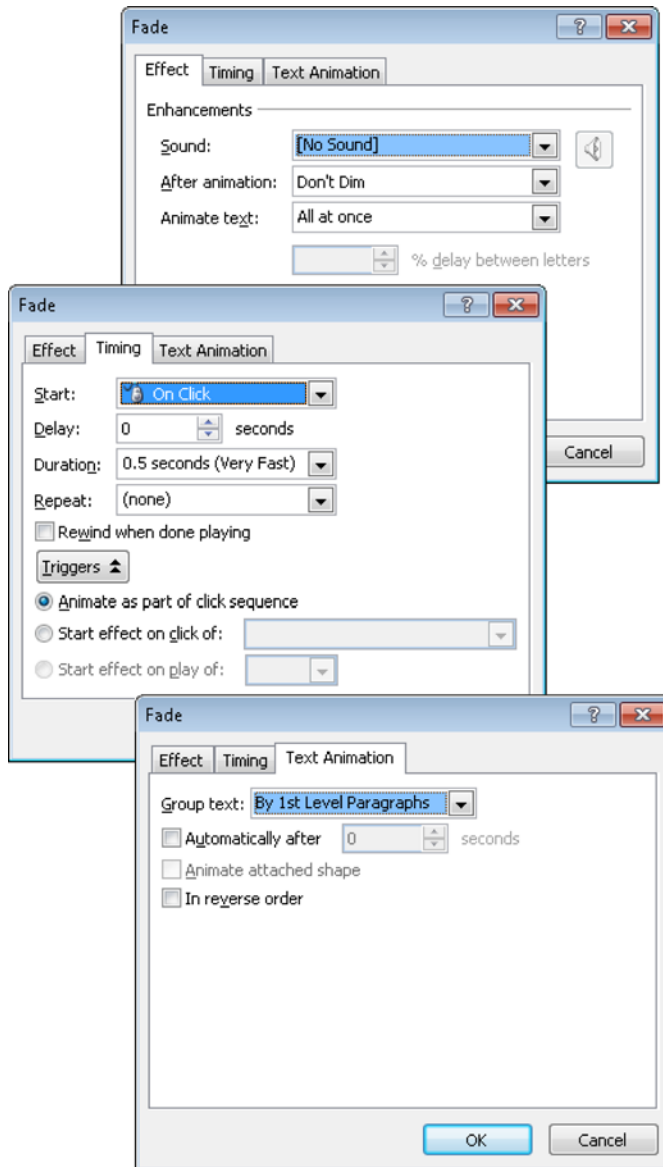 Fade
Effect Timing Text Animation
Enhancements
Sound: [No Sound]
After animation: Don't Dim
Animate text: All at once
% delay between letters
Cancel
Fade
Effect Timing Text Animation
Start: On Click
Delay: 0 seconds
Duration: 0.5 seconds (Very Fast)
Repeat: (none)
Rewind when done playing
Triggers
Animate as part of click sequence
Start effect on click of:
Start effect on play of:
Fade
Effect Timing Text Animation
Group text: By 1st Level Paragraphs
Automatically after 0 seconds
Animate attached shape
In reverse order
OK Cancel